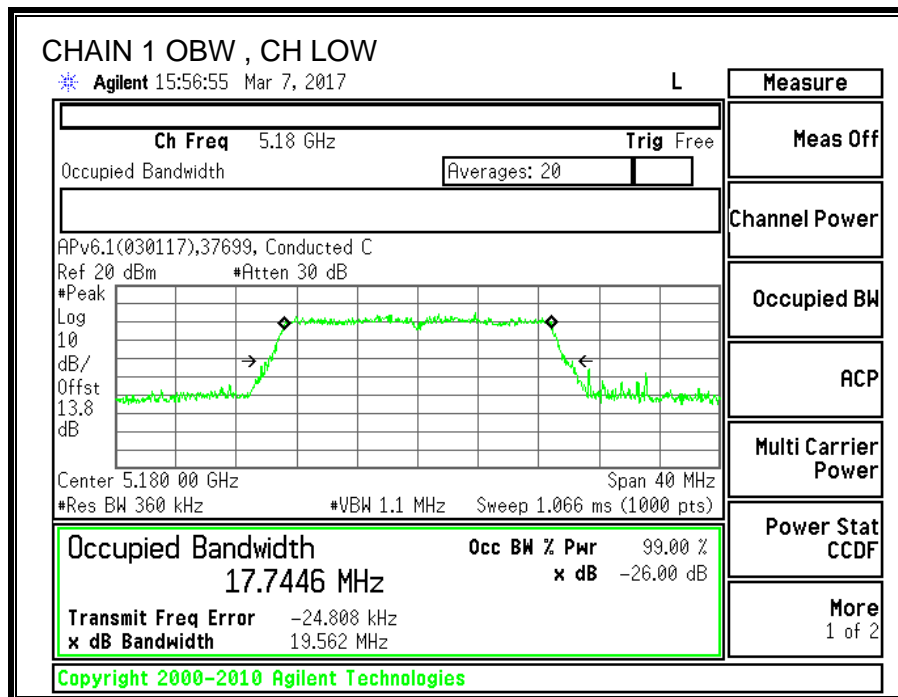 CHAIN 1 OBW , CH LOW
Agilent 15:56:55 Mar 7, 2017 L
Measure
Ch Freq 5.18 GHz Trig Free
Occupied Bandwidth Averages: 20
APv6.1(030117),37699, Conducted C
Ref 20 dBm #Atten 30 dB
#Peak
Log
10
dB/
Offst
13.8
dB
Center 5.180 00 GHz Span 40 MHz
#Res BW 360 kHz #VBW 1.1 MHz Sweep 1.066 ms (1000 pts)
Occupied Bandwidth Occ BW % Pwr 99.00 %
17.7446 MHz x dB -26.00 dB
Transmit Freq Error -24.808 kHz
x dB Bandwidth 19.562 MHz
Copyright 2000-2010 Agilent Technologies
Meas Off
Channel Power
Occupied BW
ACP
Multi Carrier
Power
Power Stat
CCDF
More
1 of 2